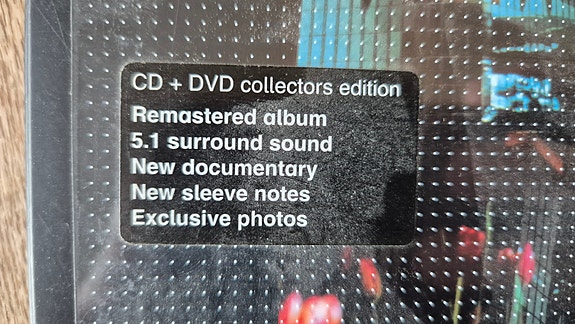 CD + DVD collectors edition
Remastered album
5.1 surround sound
New documentary
New sleeve notes
Exclusive photos